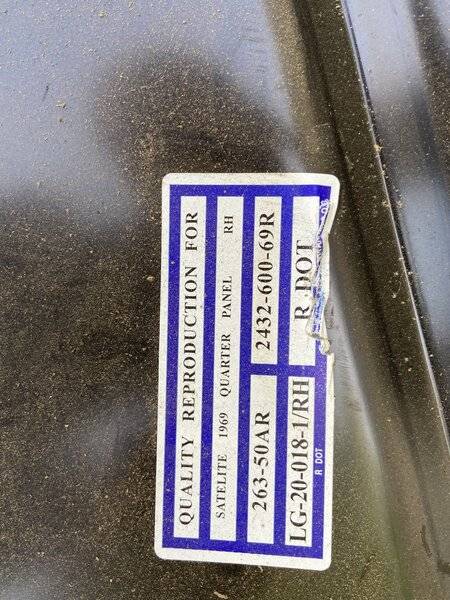 QUALITY REPRODUCTION FOR
SATELITE 1969 QUARTER PANEL RH
263-50AR 2432-600-69R
LG-20-018-1/RH R.DOT
R DOT